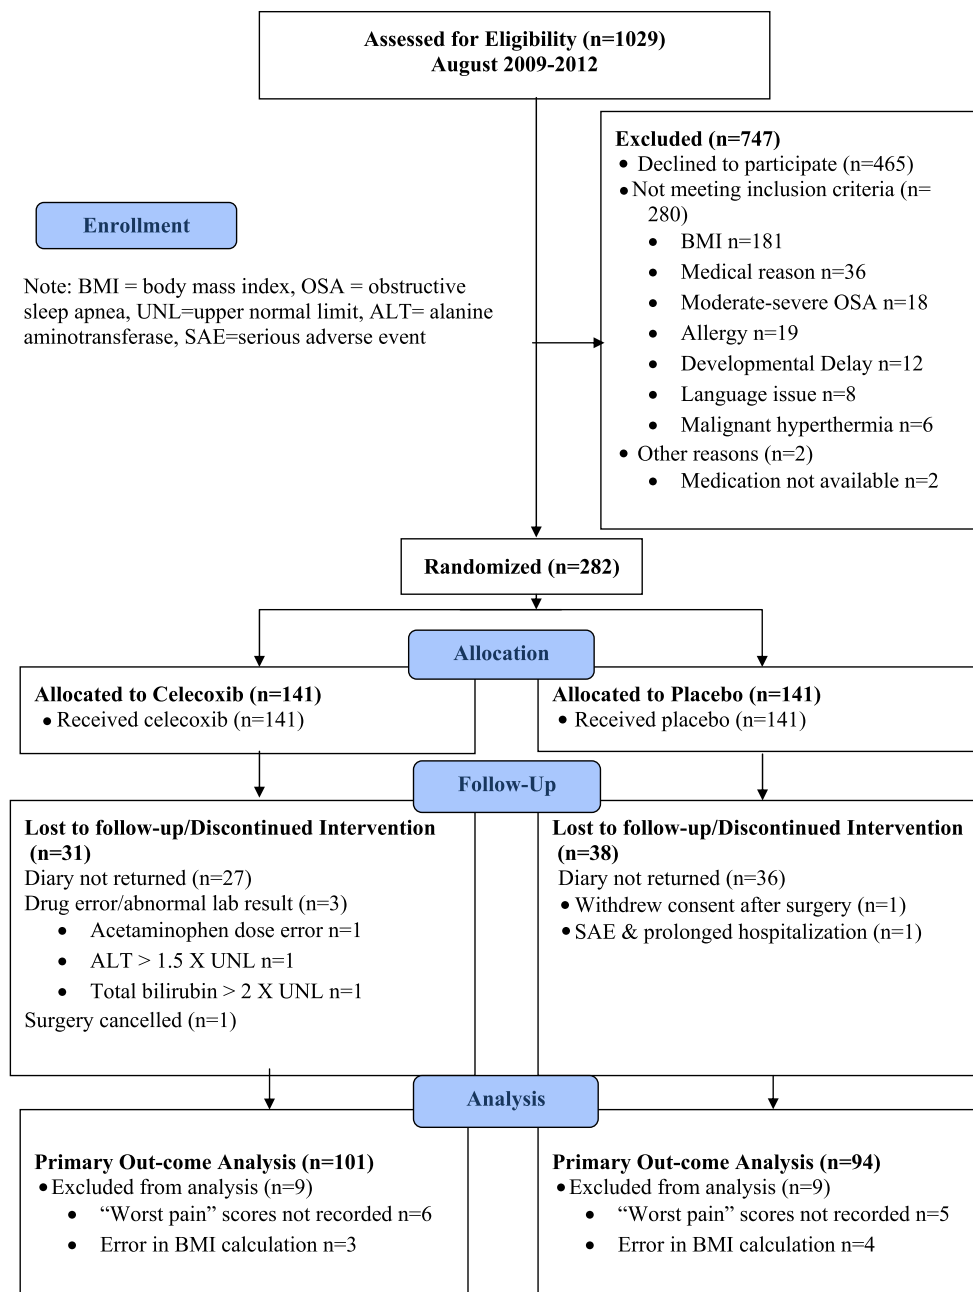 Assessed for Eligibility (n=1029)
August 2009-2012
Excluded (n=747)
• Declined to participate (n=465)
• Not meeting inclusion criteria (n=
280)
• BMI n=181
• Medical reason n=36
• Moderate-severe OSA n=18
• Allergy n=19
• Developmental Delay n=12
• Language issue n=8
• Malignant hyperthermia n=6
• Other reasons (n=2)
• Medication not available n=2
Enrollment
Note: BMI = body mass index, OSA = obstructive
sleep apnea, UNL=upper normal limit, ALT= alanine
aminotransferase, SAE=serious adverse event
Randomized (n=282)
Allocation
Allocated to Celecoxib (n=141)
• Received celecoxib (n=141)
Allocated to Placebo (n=141)
• Received placebo (n=141)
Follow-Up
Lost to follow-up/Discontinued Intervention
(n=31)
Diary not returned (n=27)
Drug error/abnormal lab result (n=3)
• Acetaminophen dose error n=1
• ALT > 1.5 X UNL n=1
• Total bilirubin > 2 X UNL n=1
Surgery cancelled (n=1)
Lost to follow-up/Discontinued Intervention
(n=38)
Diary not returned (n=36)
• Withdrew consent after surgery (n=1)
• SAE & prolonged hospitalization (n=1)
Analysis
Primary Out-come Analysis (n=101)
• Excluded from analysis (n=9)
• “Worst pain” scores not recorded n=6
• Error in BMI calculation n=3
Primary Out-come Analysis (n=94)
• Excluded from analysis (n=9)
• “Worst pain” scores not recorded n=5
• Error in BMI calculation n=4